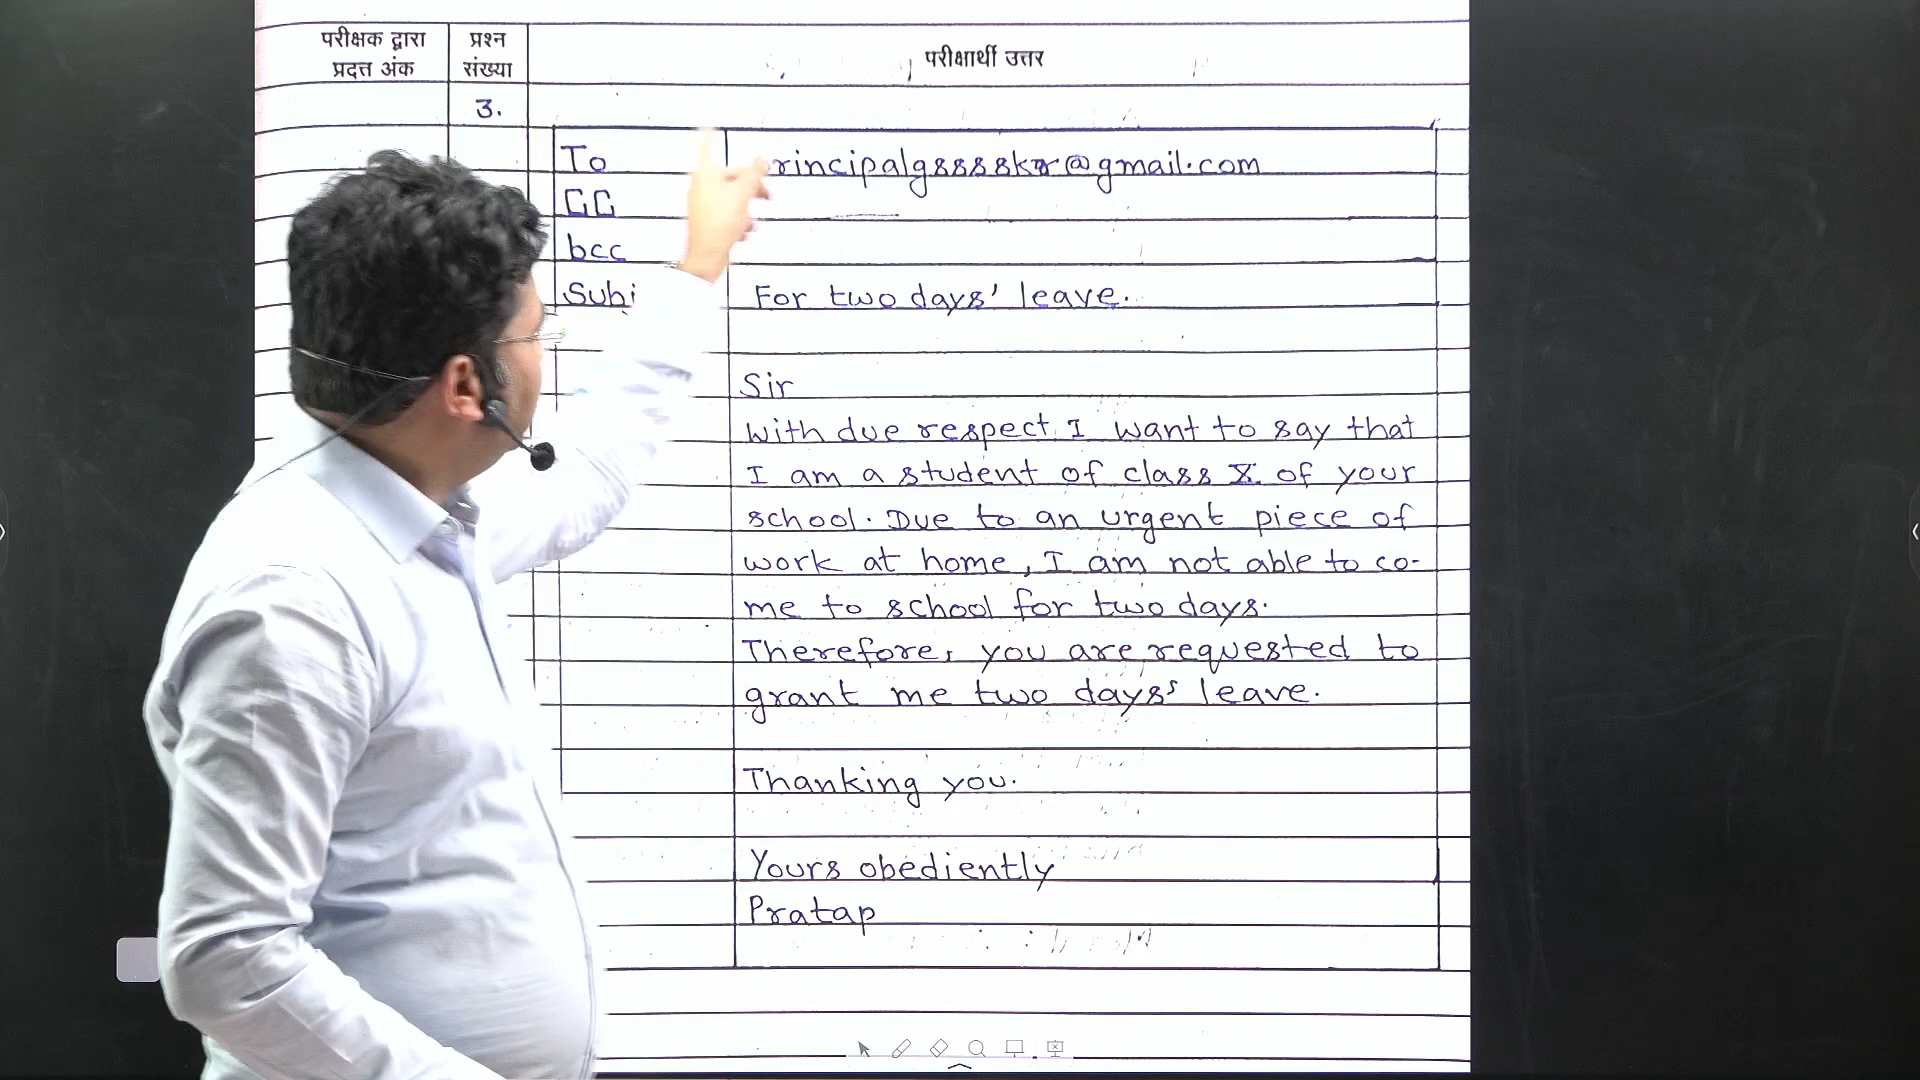 परीक्षक द्वारा प्रदत्त अंक
प्रश्न संख्या
परीक्षार्थी उत्तर
3.
To
rincipalgsssskr@gmail.com
CC
bcc
Subj
For two days' leave.
Sir
With due respect I want to say that
I am a student of class X of your
school. Due to an urgent piece of
work at home, I am not able to co-
me to school for two days.
Therefore, you are requested to
grant me two days' leave.
Thanking you.
Yours obediently
Pratap